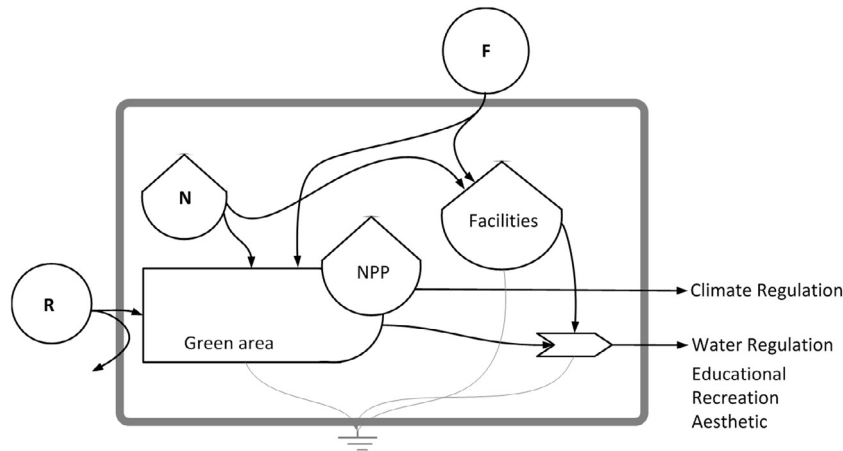 F
N
Facilities
NPP
R
Climate Regulation
Green area
Water Regulation
Educational
Recreation
Aesthetic